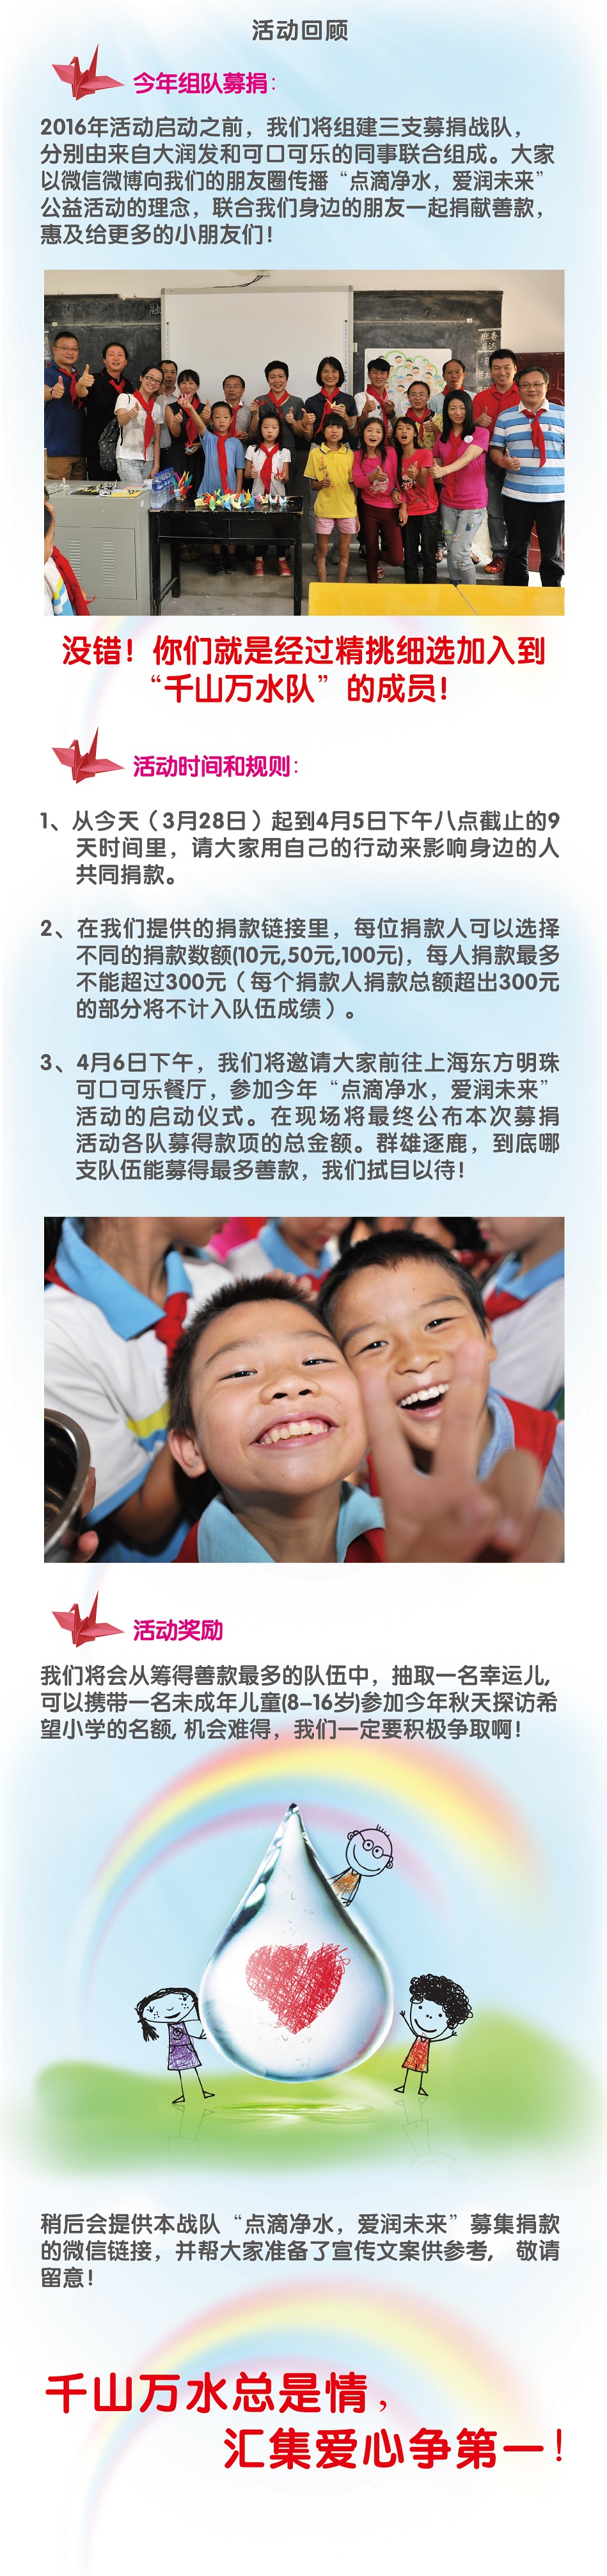 活动回顾
今年组队募捐：
2016年活动启动之前，我们将组建三支募捐战队，
分别由来自大润发和可口可乐的同事联合组成。大家
以微信微博向我们的朋友圈传播“点滴净水，爱润未来”
公益活动的理念，联合我们身边的朋友一起捐献善款，
惠及给更多的小朋友们！
没错！你们就是经过精挑细选加入到
“千山万水队”的成员！
活动时间和规则：
1、从今天（3月28日）起到4月5日下午八点截止的9
天时间里，请大家用自己的行动来影响身边的人
共同捐款。
2、在我们提供的捐款链接里，每位捐款人可以选择
不同的捐款数额(10元,50元,100元)，每人捐款最多
不能超过300元（每个捐款人捐款总额超出300元
的部分将不计入队伍成绩）。
3、4月6日下午，我们将邀请大家前往上海东方明珠
可口可乐餐厅，参加今年“点滴净水，爱润未来”
活动的启动仪式。在现场将最终公布本次募捐
活动各队募得款项的总金额。群雄逐鹿，到底哪
支队伍能募得最多善款，我们拭目以待！
活动奖励
我们将会从筹得善款最多的队伍中，抽取一名幸运儿,
可以携带一名未成年儿童(8-16岁)参加今年秋天探访希
望小学的名额, 机会难得，我们一定要积极争取啊！
稍后会提供本战队“点滴净水，爱润未来”募集捐款
的微信链接，并帮大家准备了宣传文案供参考， 敬请
留意！
千山万水总是情，
汇集爱心争第一！